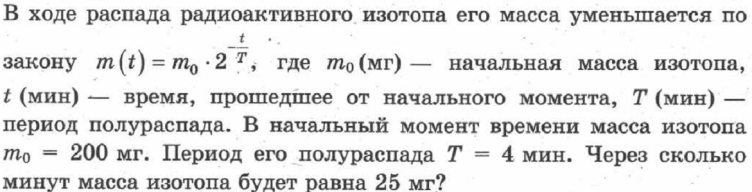 В ходе распада радиоактивного изотопа его масса уменьшается по
закону m(t) = m₀ · 2^(-t/T), где m₀ (мг) — начальная масса изотопа,
t (мин) — время, прошедшее от начального момента, T (мин) —
период полураспада. В начальный момент времени масса изотопа
m₀ = 200 мг. Период его полураспада T = 4 мин. Через сколько
минут масса изотопа будет равна 25 мг?